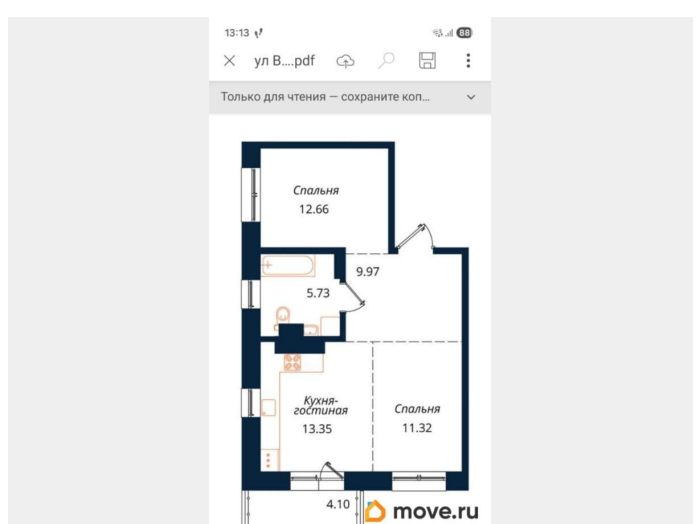 13:13
88
ул В....pdf
Только для чтения — сохраните коп...
Спальня
12.66
9.97
5.73
Кухня-
гостиная
13.35
Спальня
11.32
4.10
move.ru